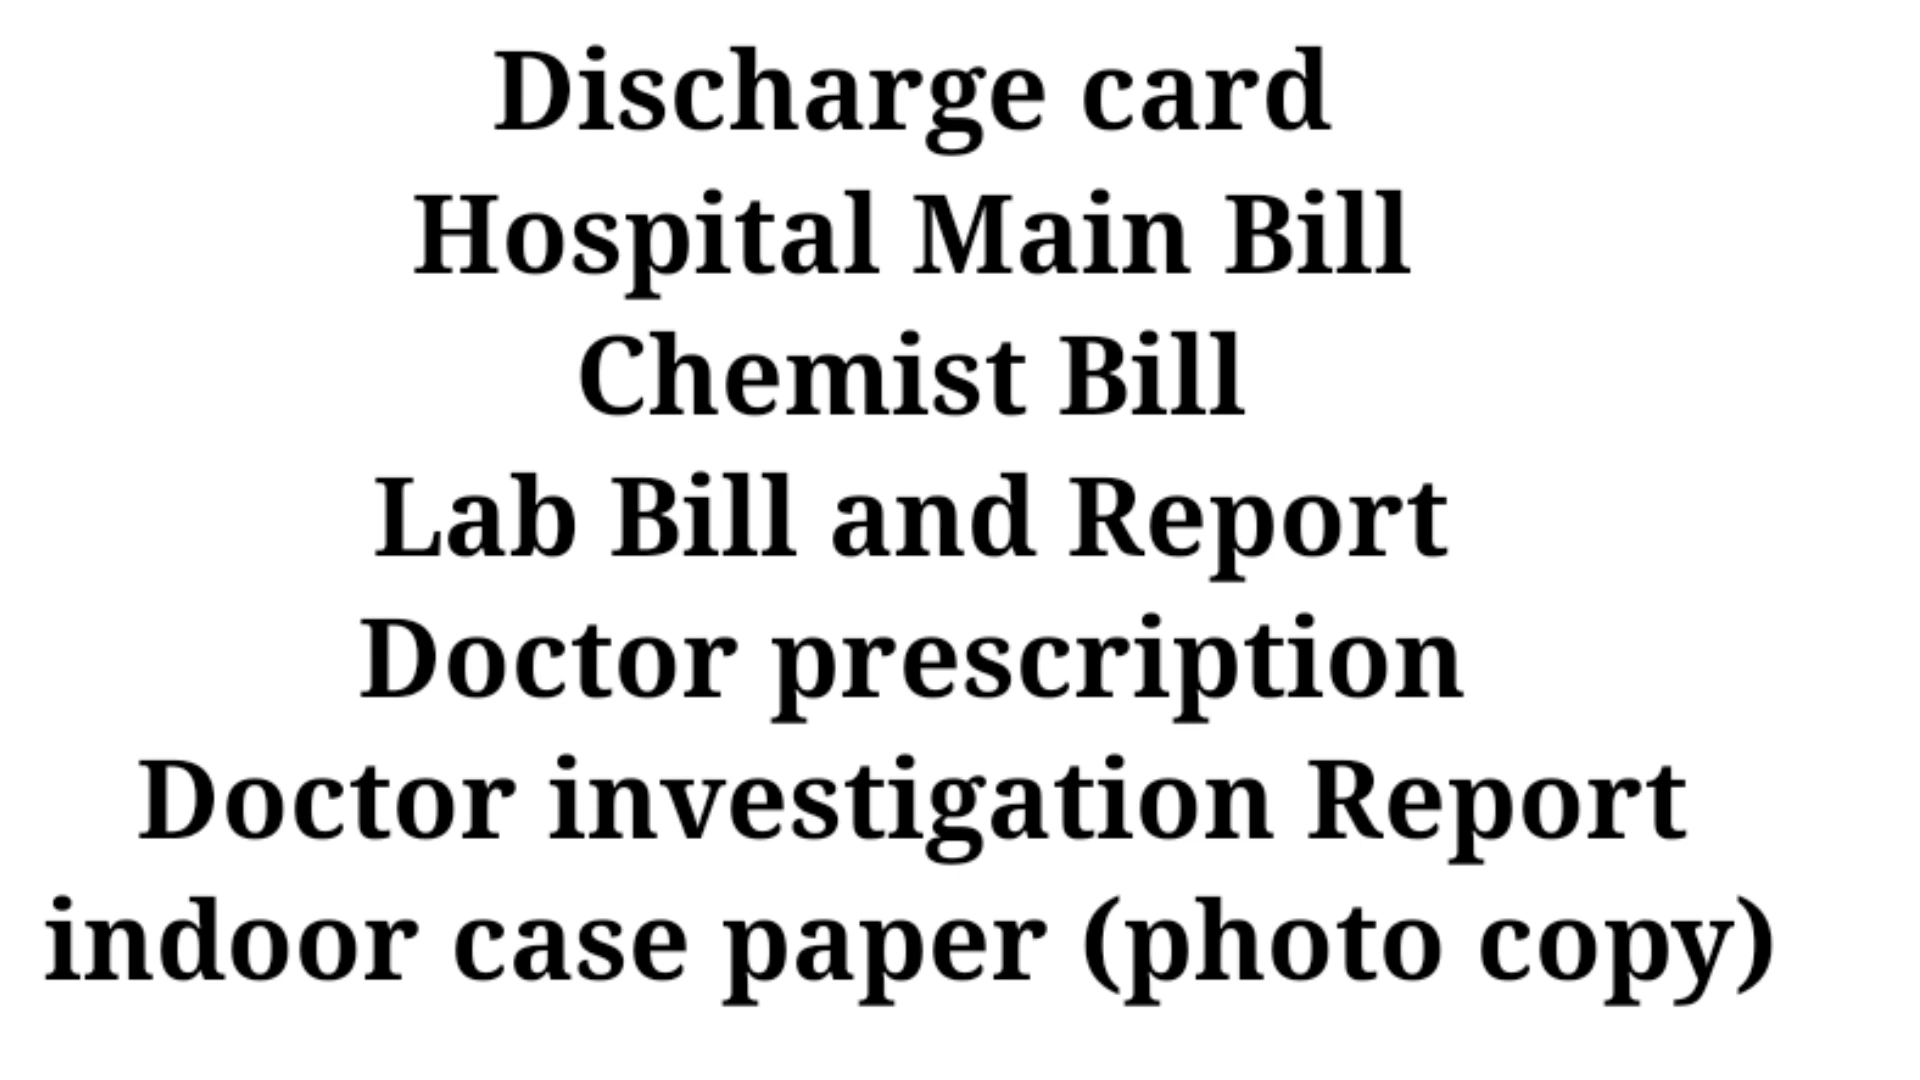 Discharge card
Hospital Main Bill
Chemist Bill
Lab Bill and Report
Doctor prescription
Doctor investigation Report
indoor case paper (photo copy)